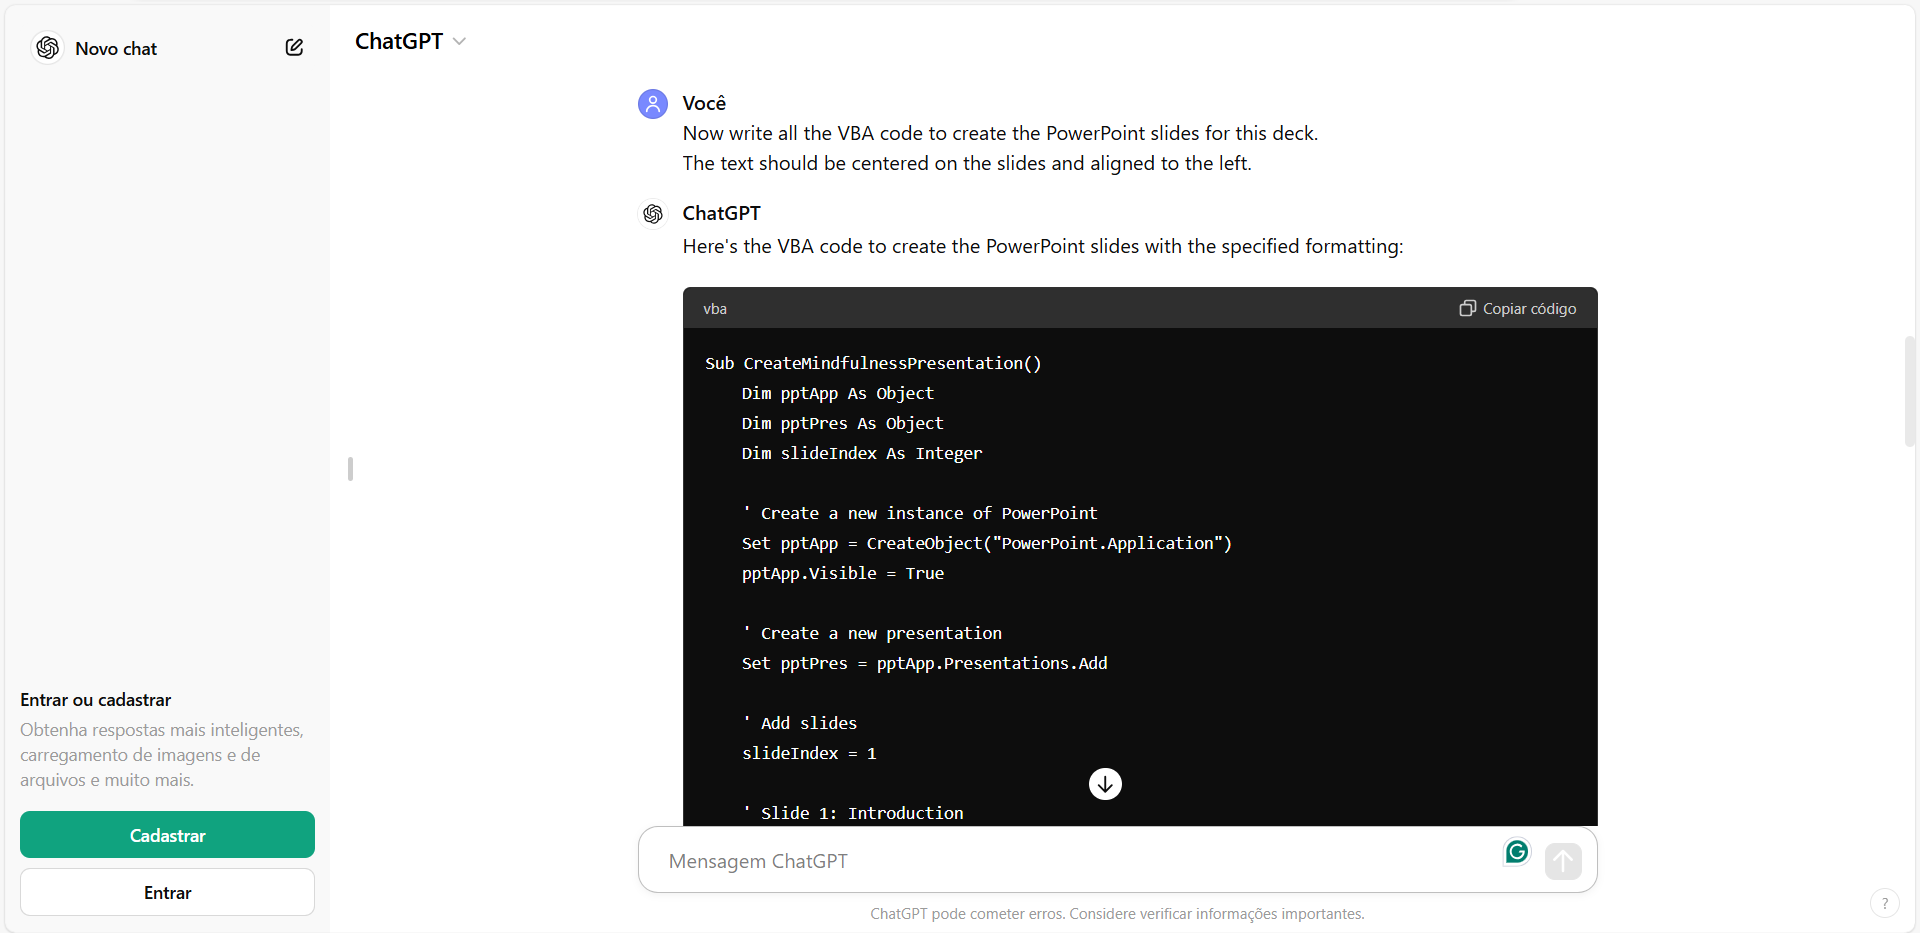 Novo chat
ChatGPT
Você
Now write all the VBA code to create the PowerPoint slides for this deck.
The text should be centered on the slides and aligned to the left.
ChatGPT
Here's the VBA code to create the PowerPoint slides with the specified formatting:
vba
Copiar código
Sub CreateMindfulnessPresentation()
    Dim pptApp As Object
    Dim pptPres As Object
    Dim slideIndex As Integer
    ' Create a new instance of PowerPoint
    Set pptApp = CreateObject("PowerPoint.Application")
    pptApp.Visible = True
    ' Create a new presentation
    Set pptPres = pptApp.Presentations.Add
    ' Add slides
    slideIndex = 1
    ' Slide 1: Introduction
Entrar ou cadastrar
Obtenha respostas mais inteligentes,
carregamento de imagens e de
arquivos e muito mais.
Cadastrar
Entrar
Mensagem ChatGPT
G
ChatGPT pode cometer erros. Considere verificar informações importantes.
?